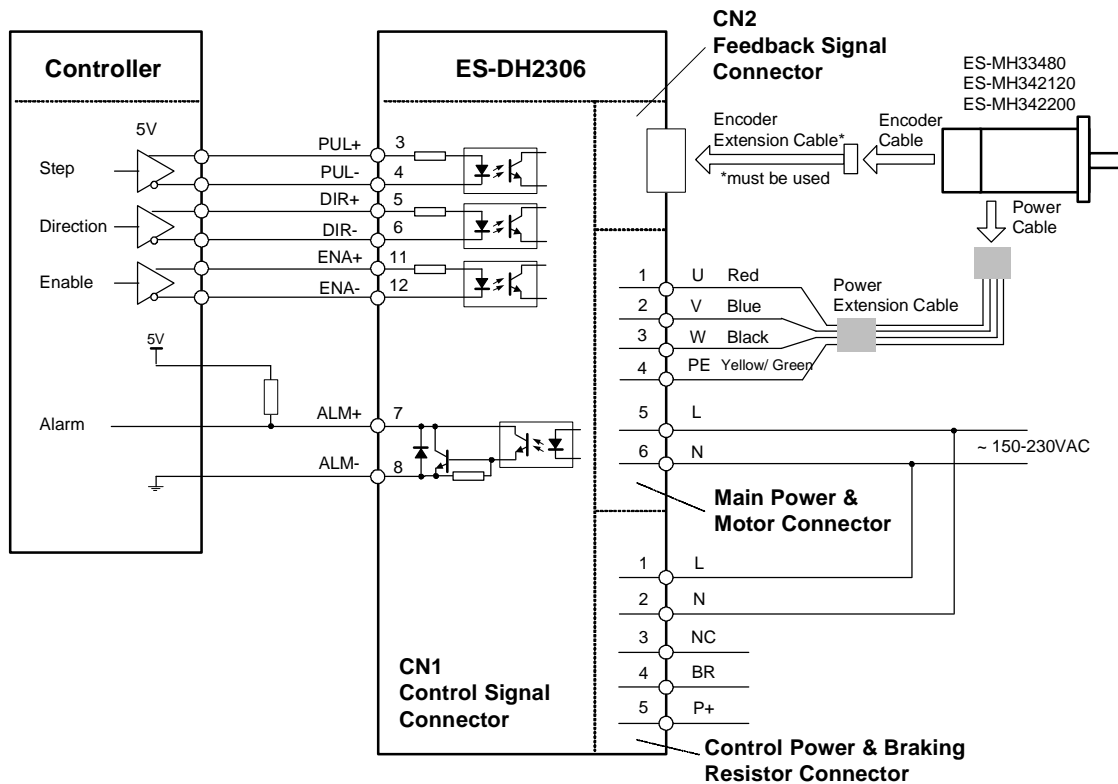 CN2
Feedback Signal
Connector
Controller
ES-DH2306
ES-MH33480
ES-MH342120
ES-MH342200
5V
Encoder
Extension Cable*
*must be used
Encoder
Cable
Step
PUL+ 3
PUL- 4
Direction
DIR+ 5
DIR- 6
Enable
ENA+ 11
ENA- 12
Power
Cable
1 U Red
2 V Blue
3 W Black
4 PE Yellow/ Green
Power
Extension Cable
5V
Alarm
ALM+ 7
ALM- 8
5 L
6 N
~ 150-230VAC
Main Power &
Motor Connector
1 L
2 N
3 NC
4 BR
5 P+
CN1
Control Signal
Connector
Control Power & Braking
Resistor Connector